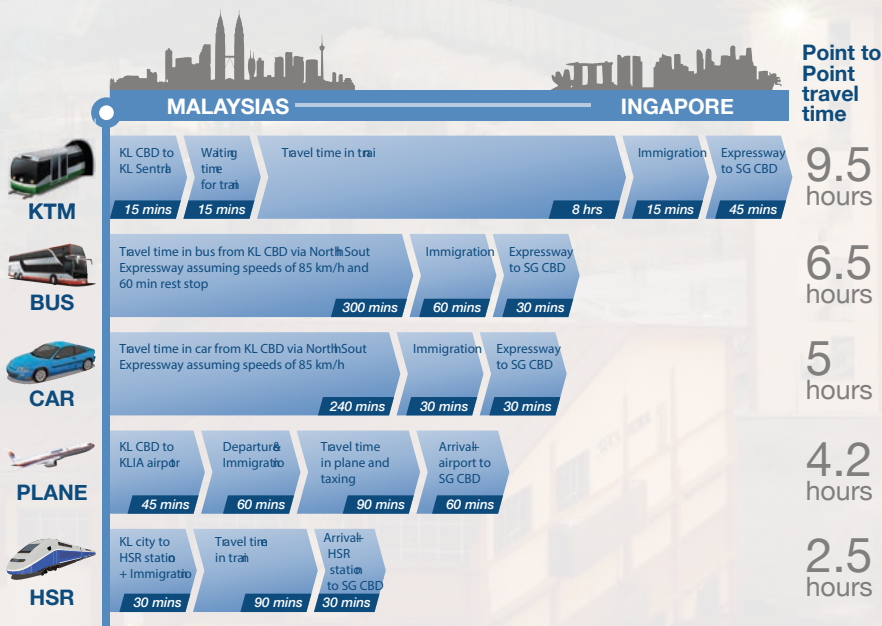 Point to
Point
travel
time
MALAYSIAS
INGAPORE
KTM
KL CBD to
KL Sentrla
15 mins
Waiting
time
for train
15 mins
Travel time in trai
8 hrs
Immigration
15 mins
Expressway
to SG CBD
45 mins
9.5
hours
BUS
Travel time in bus from KL CBD via North Sout
Expressway assuming speeds of 85 km/h and
60 min rest stop
300 mins
Immigration
60 mins
Expressway
to SG CBD
30 mins
6.5
hours
CAR
Travel time in car from KL CBD via North Sout
Expressway assuming speeds of 85 km/h
240 mins
Immigration
30 mins
Expressway
to SG CBD
30 mins
5
hours
PLANE
KL CBD to
KLIA airport
45 mins
Departure&
Immigratio
60 mins
Travel time
in plane and
taxing
90 mins
Arrival+
airport to
SG CBD
60 mins
4.2
hours
HSR
KL city to
HSR statio
+ Immigratio
30 mins
Travel time
in train
90 mins
Arrival+
HSR
station
to SG CBD
30 mins
2.5
hours